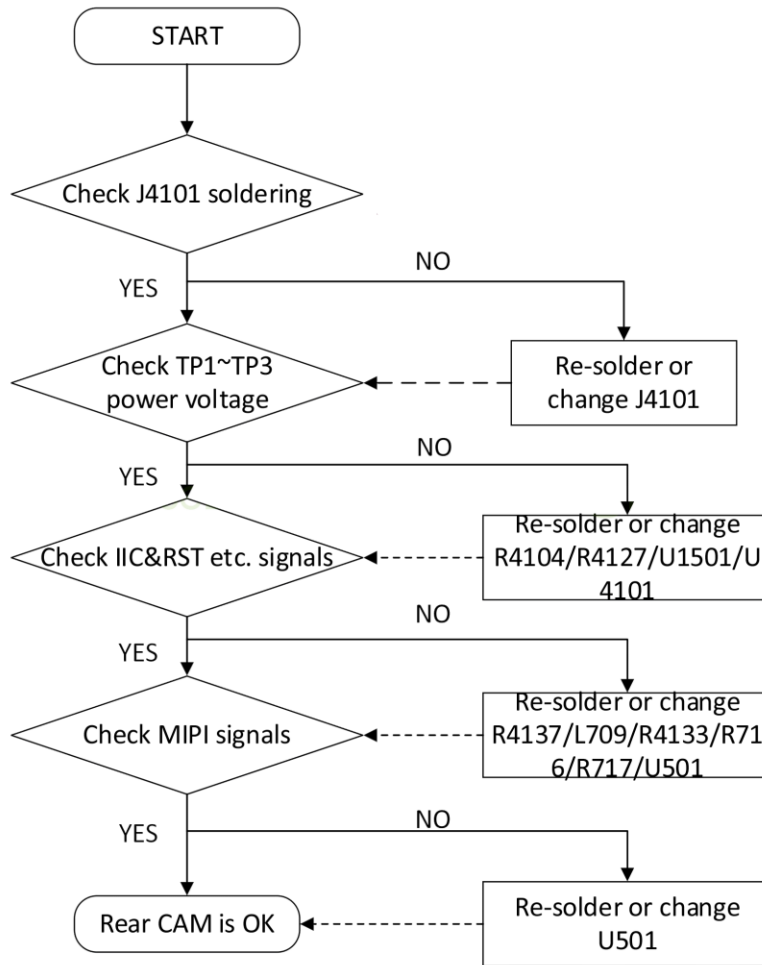 START
Check J4101 soldering
NO
YES
Check TP1~TP3
power voltage
Re-solder or
change J4101
NO
YES
Check IIC&RST etc. signals
Re-solder or change
R4104/R4127/U1501/U
4101
NO
YES
Check MIPI signals
Re-solder or change
R4137/L709/R4133/R71
6/R717/U501
NO
YES
Rear CAM is OK
Re-solder or change
U501